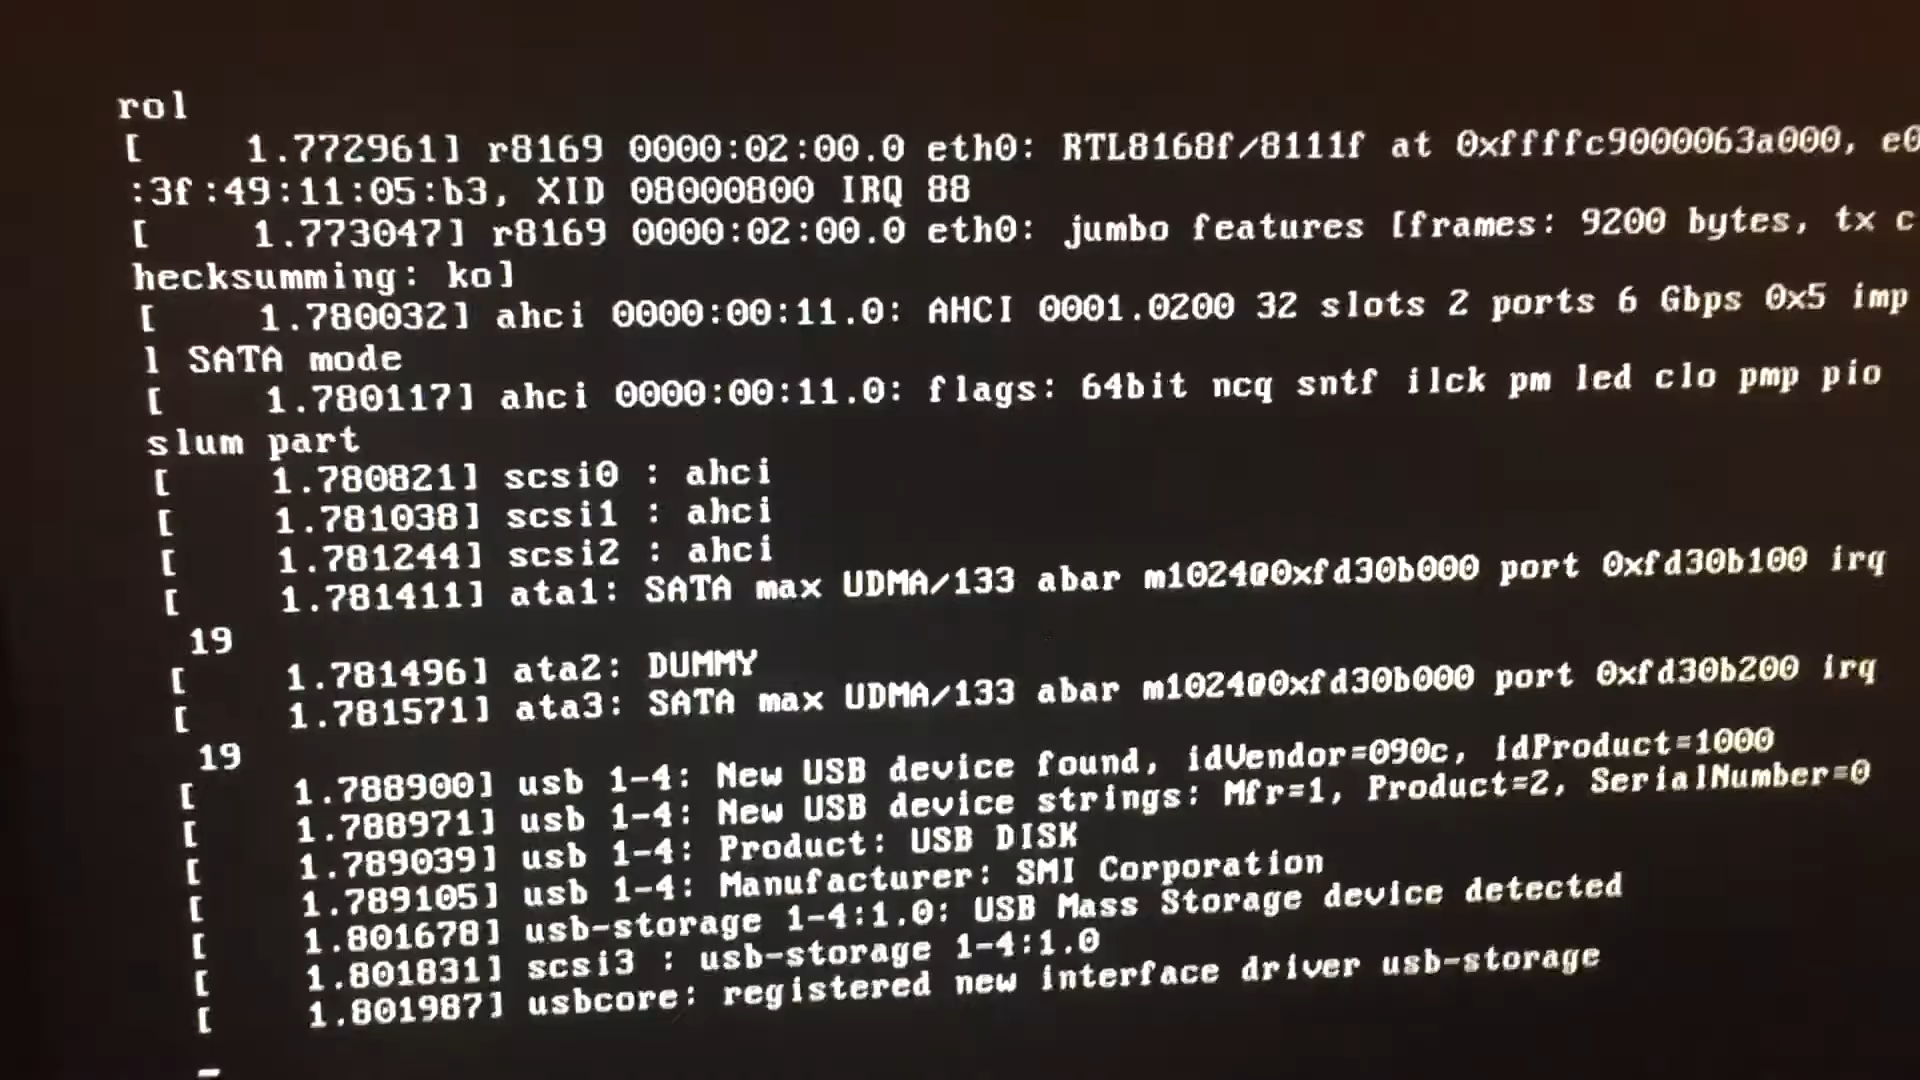 rol
[    1.772961] r8169 0000:02:00.0 eth0: RTL8168f/8111f at 0xffffc9000063a000, e0
:3f:49:11:05:b3, XID 08000800 IRQ 88
[    1.773047] r8169 0000:02:00.0 eth0: jumbo features [frames: 9200 bytes, tx c
hecksumming: ko]
[    1.780032] ahci 0000:00:11.0: AHCI 0001.0200 32 slots 2 ports 6 Gbps 0x5 imp
l SATA mode
[    1.780117] ahci 0000:00:11.0: flags: 64bit ncq sntf ilck pm led clo pmp pio
slum part
[    1.780821] scsi0 : ahci
[    1.781038] scsi1 : ahci
[    1.781244] scsi2 : ahci
[    1.781411] ata1: SATA max UDMA/133 abar m1024@0xfd30b000 port 0xfd30b100 irq
19
[    1.781496] ata2: DUMMY
[    1.781571] ata3: SATA max UDMA/133 abar m1024@0xfd30b000 port 0xfd30b200 irq
19
[    1.788900] usb 1-4: New USB device found, idVendor=090c, idProduct=1000
[    1.788971] usb 1-4: New USB device strings: Mfr=1, Product=2, SerialNumber=0
[    1.789039] usb 1-4: Product: USB DISK
[    1.789105] usb 1-4: Manufacturer: SMI Corporation
[    1.801678] usb-storage 1-4:1.0: USB Mass Storage device detected
[    1.801831] scsi3 : usb-storage 1-4:1.0
[    1.801987] usbcore: registered new interface driver usb-storage